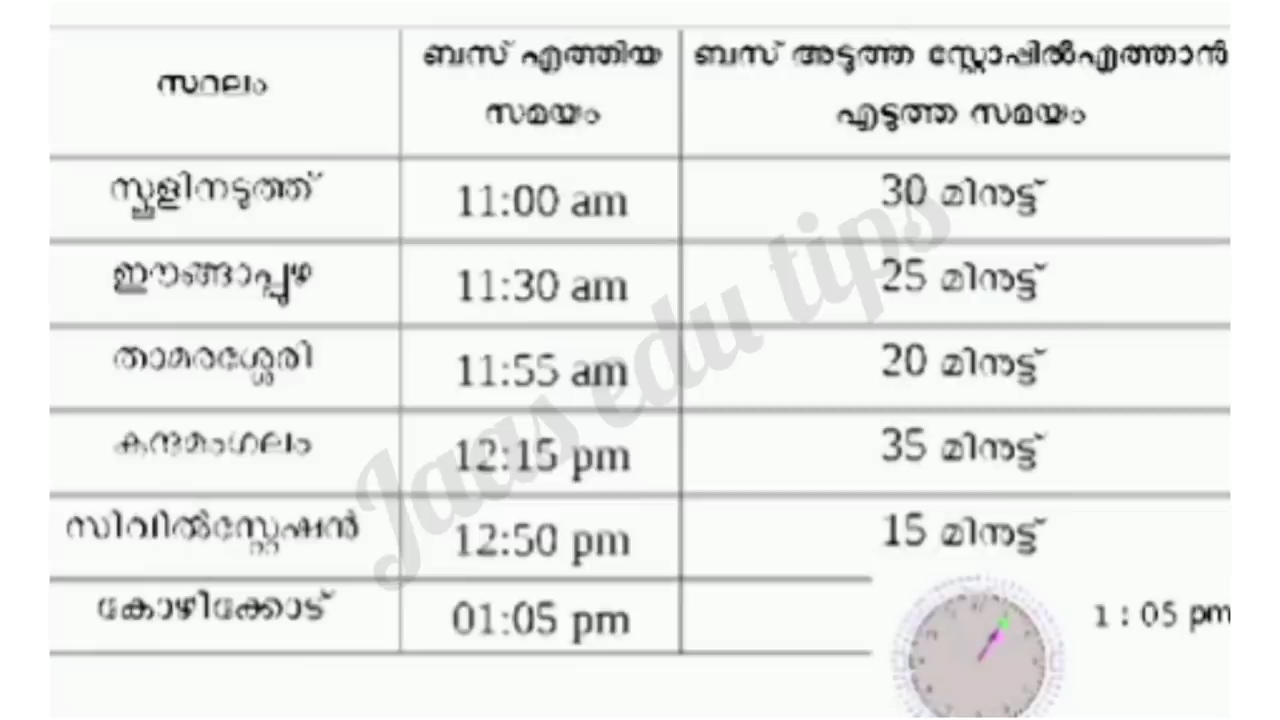 സ്ഥലം
ബസ് എത്തിയ സമയം
ബസ് അടുത്ത സ്റ്റോപ്പിൽഎത്താൻ എടുത്ത സമയം
സ്കൂളിനടുത്ത് 11:00 am 30 മിനുട്ട്
ഈങ്ങാപ്പുഴ 11:30 am 25 മിനുട്ട്
താമരശ്ശേരി 11:55 am 20 മിനുട്ട്
കുന്ദമംഗലം 12:15 pm 35 മിനുട്ട്
സിവിൽസ്റ്റേഷൻ 12:50 pm 15 മിനുട്ട്
കോഴിക്കോട് 01:05 pm
1 : 05 pm
Jaas edu tips